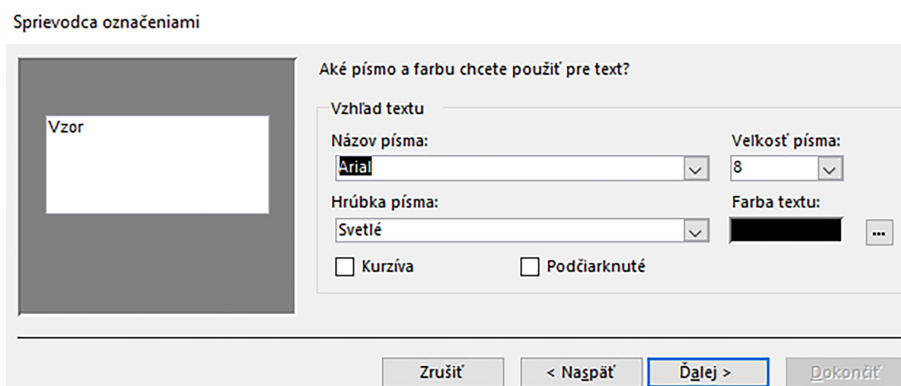 Sprievodca označeniami
Vzor
Aké písmo a farbu chcete použiť pre text?
Vzhľad textu
Názov písma:
Veľkosť písma:
Arial
8
Hrúbka písma:
Farba textu:
Svetlé
...
Kurzíva
Podčiarknuté
Zrušiť
< Naspäť
Ďalej >
Dokončiť